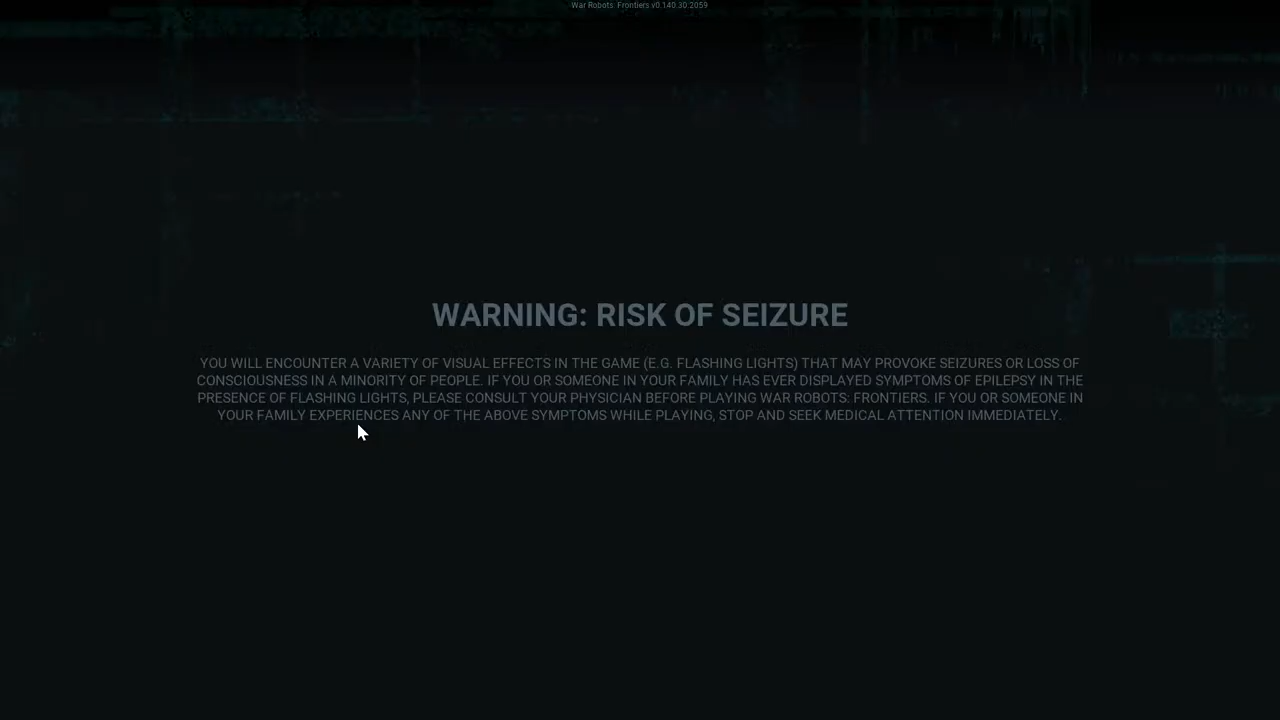 War Robots: Frontiers v0.140.30.2059
WARNING: RISK OF SEIZURE
YOU WILL ENCOUNTER A VARIETY OF VISUAL EFFECTS IN THE GAME (E.G. FLASHING LIGHTS) THAT MAY PROVOKE SEIZURES OR LOSS OF
CONSCIOUSNESS IN A MINORITY OF PEOPLE. IF YOU OR SOMEONE IN YOUR FAMILY HAS EVER DISPLAYED SYMPTOMS OF EPILEPSY IN THE
PRESENCE OF FLASHING LIGHTS, PLEASE CONSULT YOUR PHYSICIAN BEFORE PLAYING WAR ROBOTS: FRONTIERS. IF YOU OR SOMEONE IN
YOUR FAMILY EXPERIENCES ANY OF THE ABOVE SYMPTOMS WHILE PLAYING, STOP AND SEEK MEDICAL ATTENTION IMMEDIATELY.